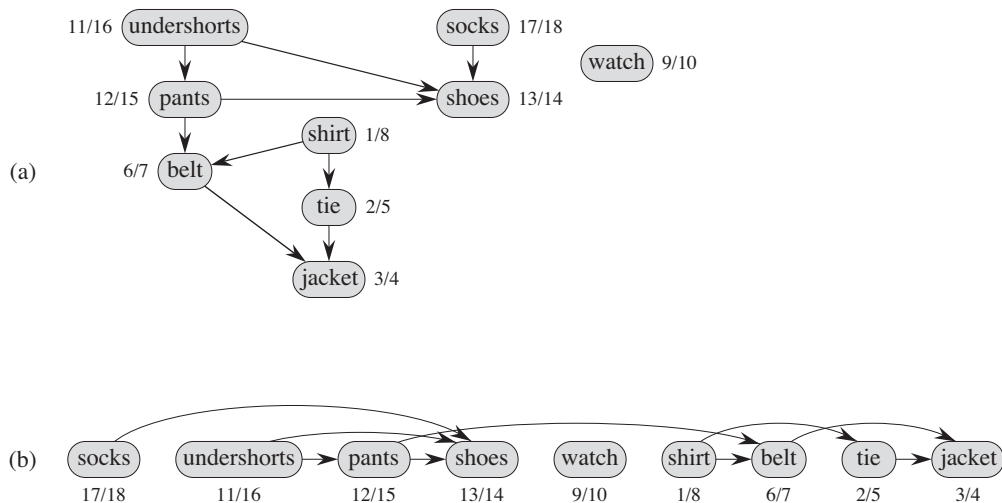 11/16 undershorts socks 17/18
watch 9/10
12/15 pants shoes 13/14
shirt 1/8
(a) 6/7 belt
tie 2/5
jacket 3/4
(b) socks undershorts pants shoes watch shirt belt tie jacket
17/18 11/16 12/15 13/14 9/10 1/8 6/7 2/5 3/4